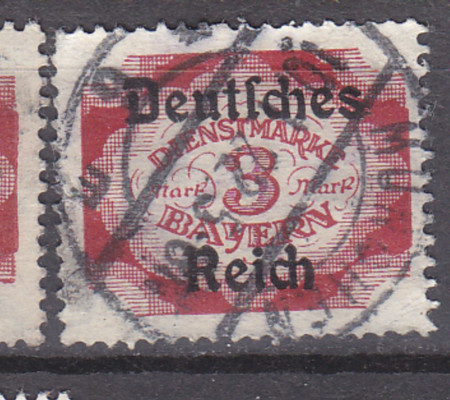 Deutſches
DIENSTMARKE
Mark 3 Mark
BAYERN
Reich